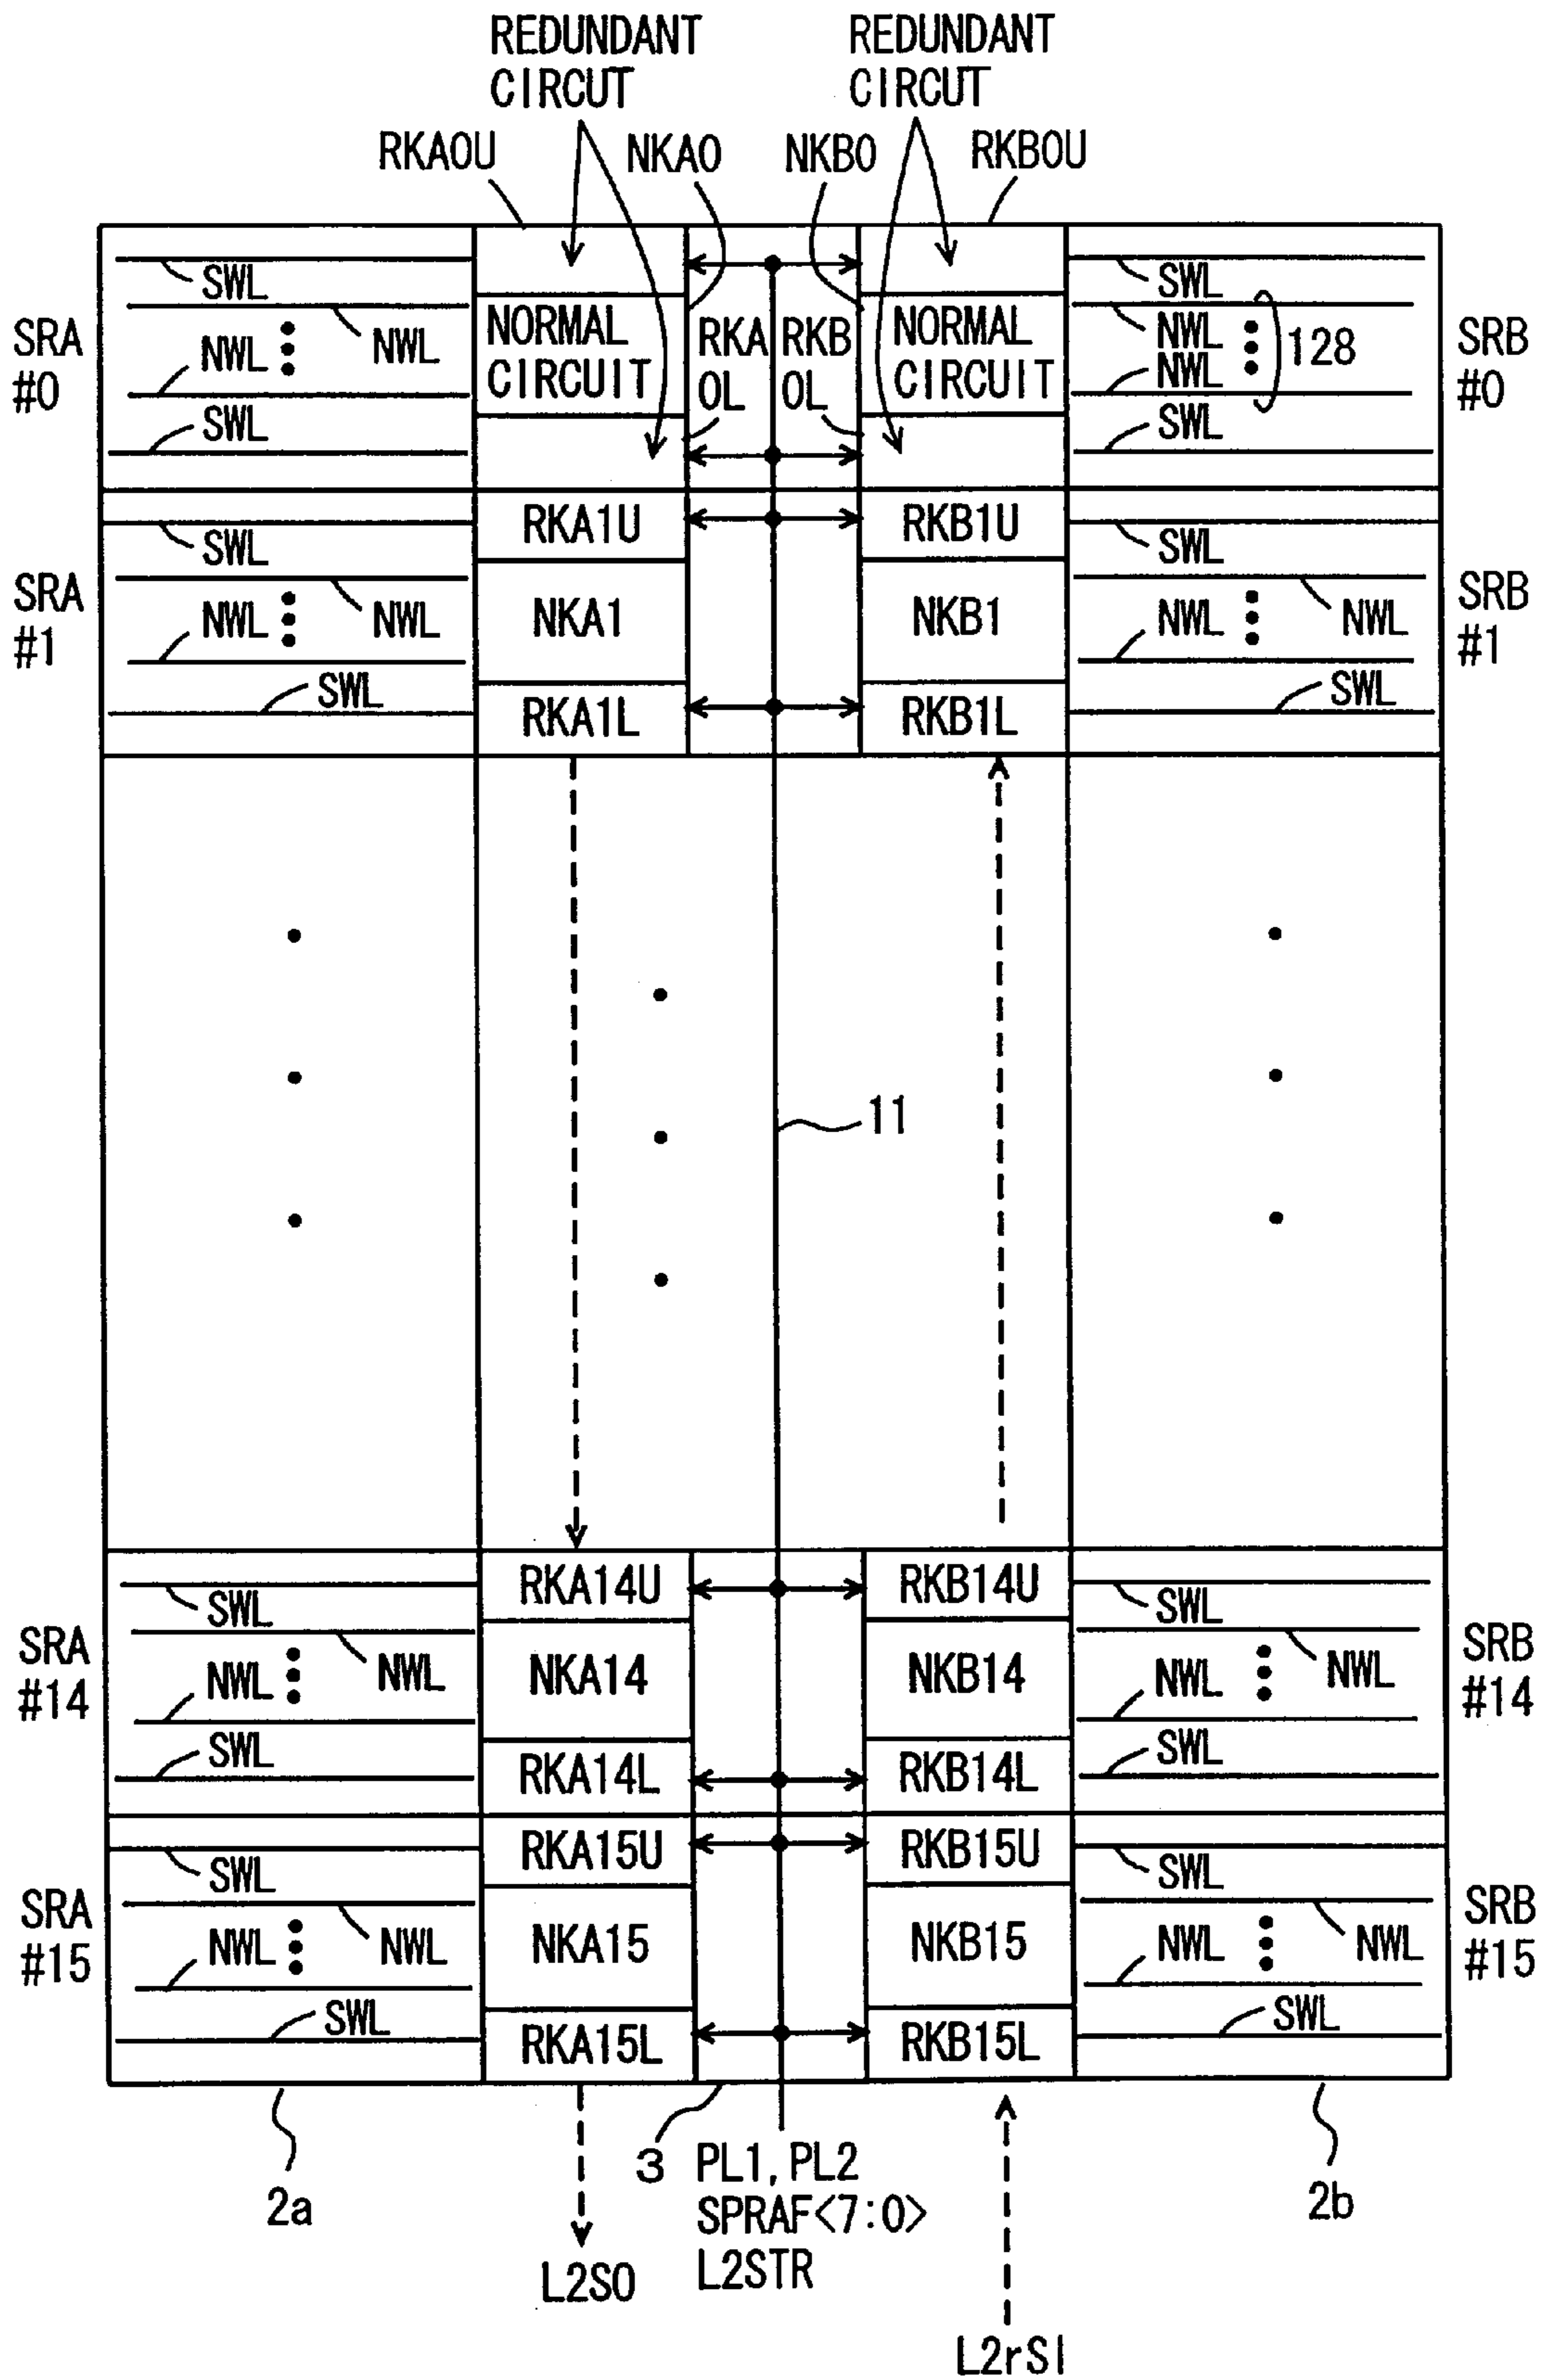 REDUNDANT
CIRCUT
REDUNDANT
CIRCUT
RKA0U
NKA0
NKB0
RKB0U
SRA
#0
SWL
NWL
NWL
SWL
NORMAL
CIRCUIT
RKA
0L
RKB
0L
NORMAL
CIRCUIT
SWL
NWL
NWL
SWL
128
SRB
#0
SRA
#1
SWL
NWL
NWL
SWL
RKA1U
NKA1
RKA1L
RKB1U
NKB1
RKB1L
SWL
NWL
NWL
SWL
SRB
#1
11
SRA
#14
SWL
NWL
NWL
SWL
RKA14U
NKA14
RKA14L
RKB14U
NKB14
RKB14L
SWL
NWL
NWL
SWL
SRB
#14
SRA
#15
SWL
NWL
NWL
SWL
RKA15U
NKA15
RKA15L
RKB15U
NKB15
RKB15L
SWL
NWL
NWL
SWL
SRB
#15
2a
3
PL1, PL2
SPRAF<7:0>
L2STR
2b
L2SO
L2rSI